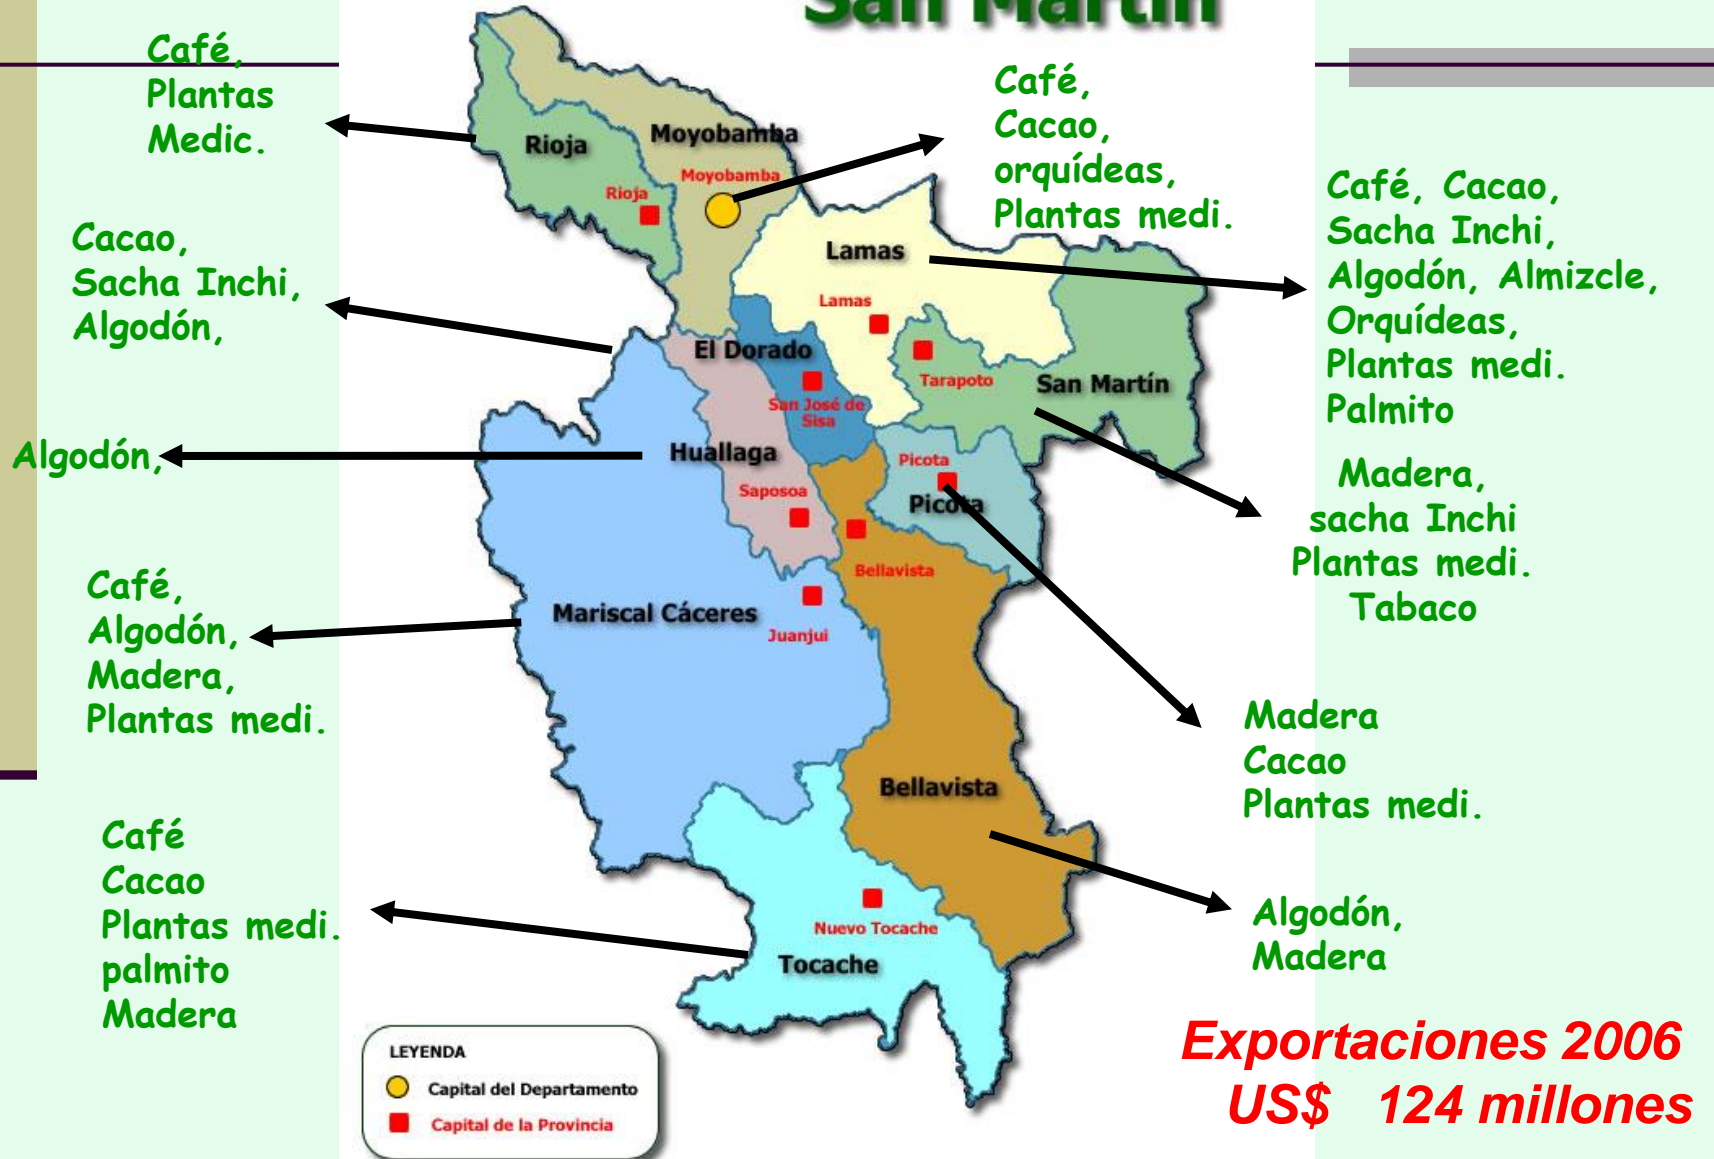 San Martín
Café,
Plantas
Medic.
Café,
Cacao,
orquídeas,
Plantas medi.
Café, Cacao,
Sacha Inchi,
Algodón, Almizcle,
Orquídeas,
Plantas medi.
Palmito
Cacao,
Sacha Inchi,
Algodón,
Algodón,
Madera,
sacha Inchi
Plantas medi.
Tabaco
Café,
Algodón,
Madera,
Plantas medi.
Madera
Cacao
Plantas medi.
Café
Cacao
Plantas medi.
palmito
Madera
Algodón,
Madera
Rioja
Rioja
Moyobamba
Moyobamba
Lamas
Lamas
El Dorado
San José de
Sisa
Tarapoto
San Martín
Huallaga
Saposoa
Picota
Picota
Bellavista
Mariscal Cáceres
Juanjui
Bellavista
Nuevo Tocache
Tocache
LEYENDA
Capital del Departamento
Capital de la Provincia
Exportaciones 2006
US$ 124 millones